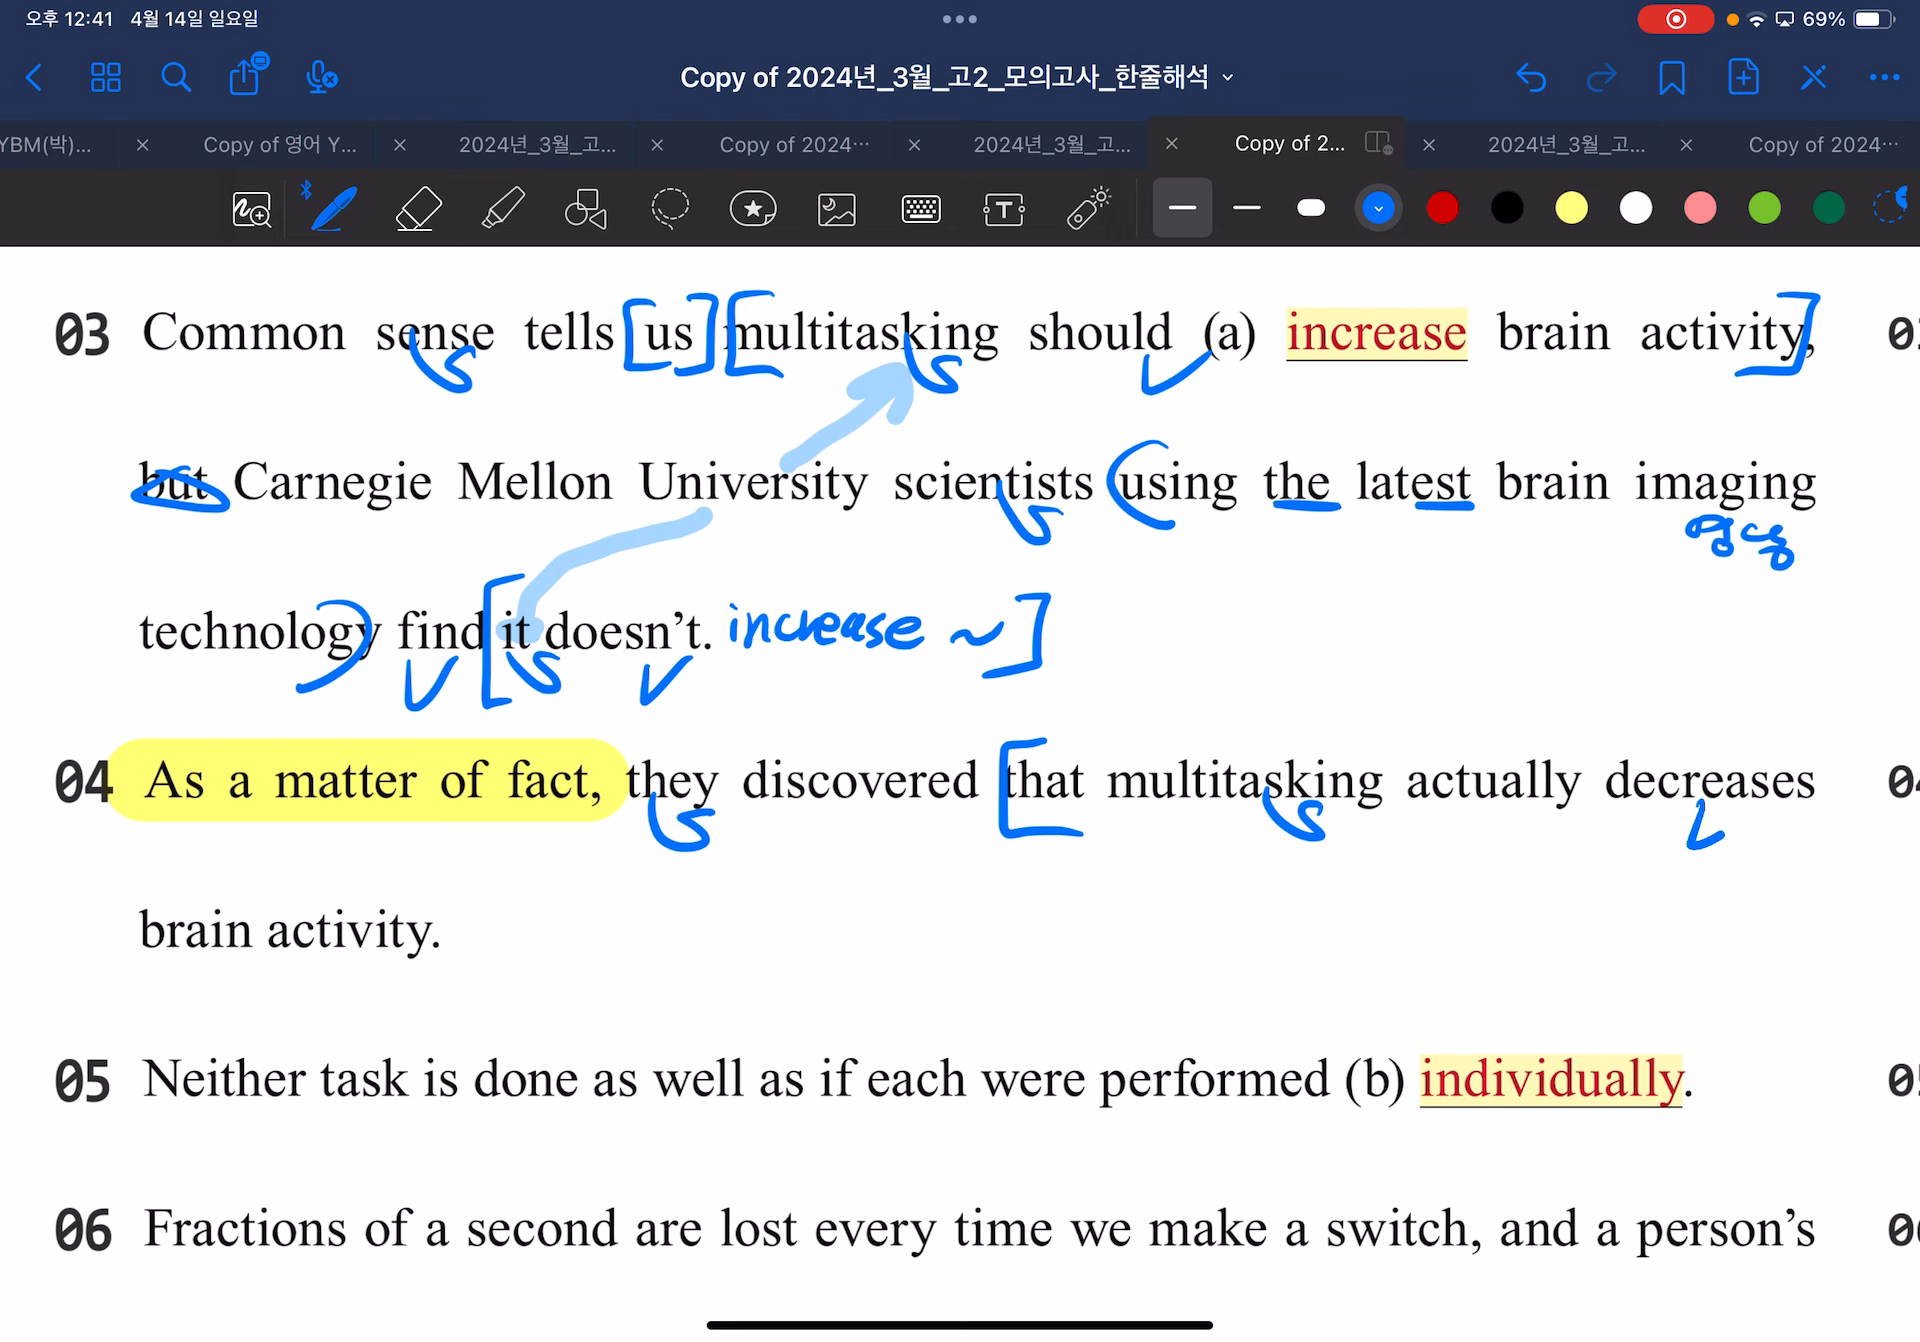 오후 12:41 4월 14일 일요일
69%
Copy of 2024년_3월_고2_모의고사_한줄해석
YBM(박)...
Copy of 영어 Y...
2024년_3월_고...
Copy of 2024···
2024년_3월_고...
Copy of 2...
2024년_3월_고...
Copy of 2024···
03 Common sense tells us multitasking should (a) increase brain activity,
but Carnegie Mellon University scientists using the latest brain imaging
영상
technology find it doesn't. increase ~
04 As a matter of fact, they discovered that multitasking actually decreases
brain activity.
05 Neither task is done as well as if each were performed (b) individually.
06 Fractions of a second are lost every time we make a switch, and a person's